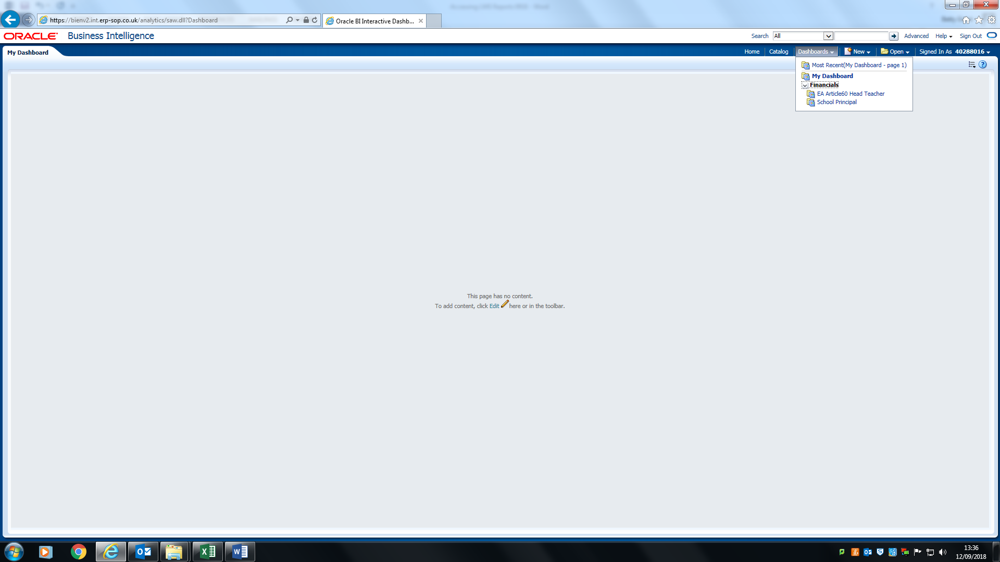 https://bienv2.int.erp-sop.co.uk/analytics/saw.dll?Dashboard
Oracle BI Interactive Dashb...
ORACLE Business Intelligence
Search All Advanced Help Sign Out
My Dashboard
Home Catalog Dashboards New Open Signed In As 40288016
Most Recent(My Dashboard - page 1)
My Dashboard
Financials
EA Article60 Head Teacher
School Principal
This page has no content.
To add content, click Edit here or in the toolbar.
13:36
12/09/2018